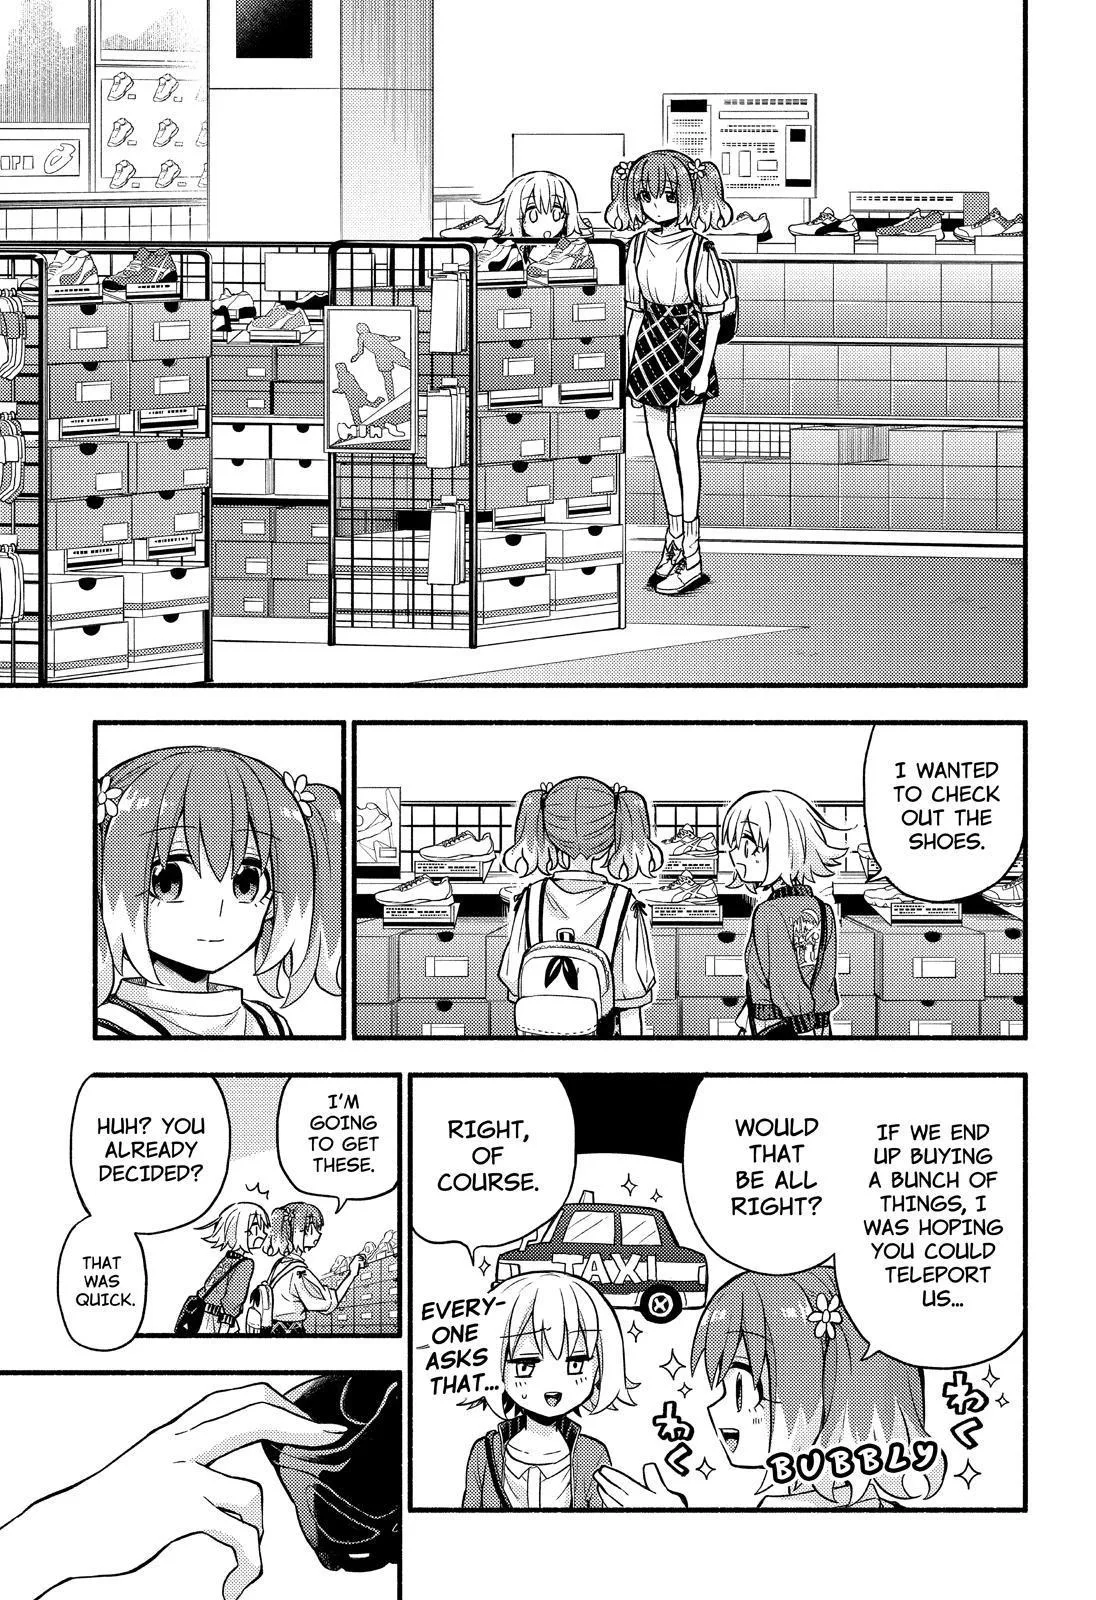 I WANTED
TO CHECK
OUT THE
SHOES.
IF WE END
UP BUYING
A BUNCH OF
THINGS, I
WAS HOPING
YOU COULD
TELEPORT
US...
WOULD
THAT
BE ALL
RIGHT?
わく
わく
BUBBLY
TAXI
RIGHT,
OF
COURSE.
EVERY-
ONE
ASKS
THAT...
I'M
GOING
TO GET
THESE.
HUH? YOU
ALREADY
DECIDED?
THAT
WAS
QUICK.